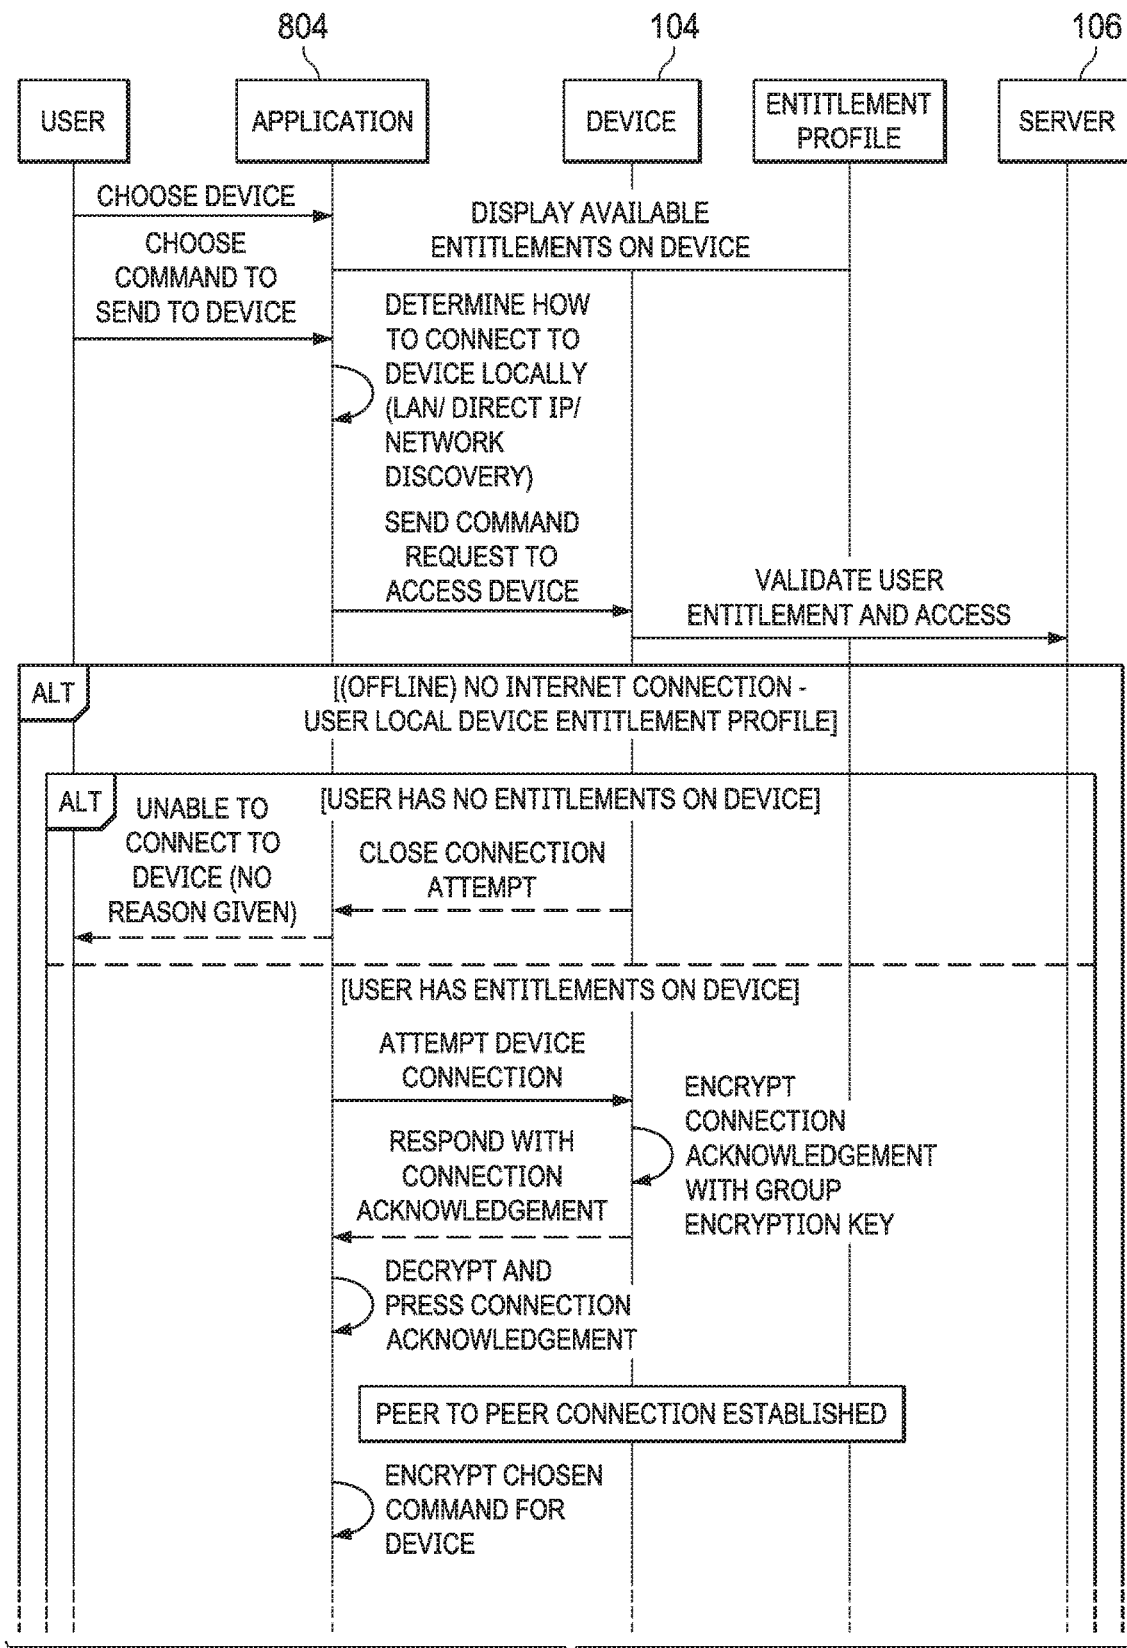 804
104
106
USER
APPLICATION
DEVICE
ENTITLEMENT
PROFILE
SERVER
CHOOSE DEVICE
DISPLAY AVAILABLE
ENTITLEMENTS ON DEVICE
CHOOSE
COMMAND TO
SEND TO DEVICE
DETERMINE HOW
TO CONNECT TO
DEVICE LOCALLY
(LAN/ DIRECT IP/
NETWORK
DISCOVERY)
SEND COMMAND
REQUEST TO
ACCESS DEVICE
VALIDATE USER
ENTITLEMENT AND ACCESS
ALT
[(OFFLINE) NO INTERNET CONNECTION -
USER LOCAL DEVICE ENTITLEMENT PROFILE]
ALT
[USER HAS NO ENTITLEMENTS ON DEVICE]
UNABLE TO
CONNECT TO
DEVICE (NO
REASON GIVEN)
CLOSE CONNECTION
ATTEMPT
[USER HAS ENTITLEMENTS ON DEVICE]
ATTEMPT DEVICE
CONNECTION
ENCRYPT
CONNECTION
ACKNOWLEDGEMENT
WITH GROUP
ENCRYPTION KEY
RESPOND WITH
CONNECTION
ACKNOWLEDGEMENT
DECRYPT AND
PRESS CONNECTION
ACKNOWLEDGEMENT
PEER TO PEER CONNECTION ESTABLISHED
ENCRYPT CHOSEN
COMMAND FOR
DEVICE